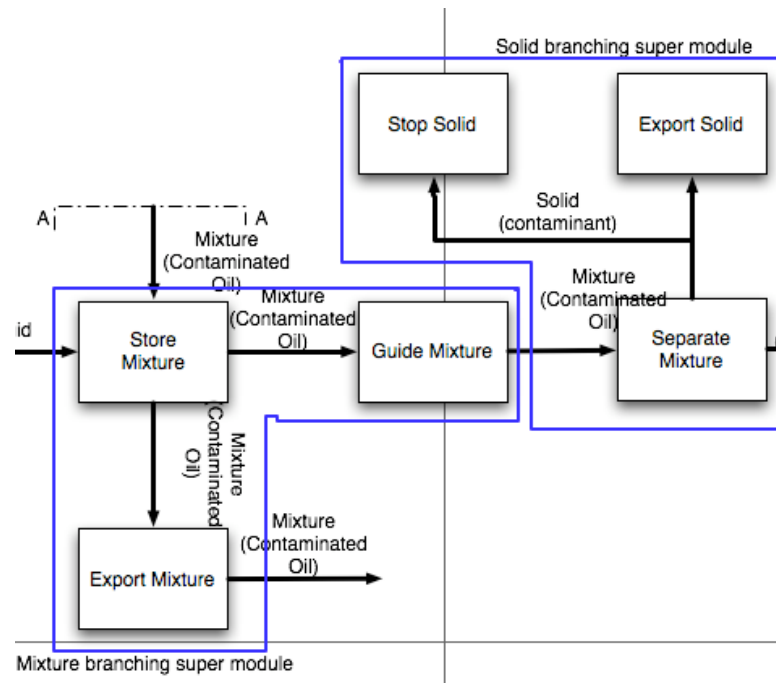 Solid branching super module
Stop Solid
Export Solid
Solid
(contaminant)
A
A
Mixture
(Contaminated
Oil)
Mixture
(Contaminated
Oil)
Mixture
(Contaminated
Oil)
id
Store
Mixture
Guide Mixture
Separate
Mixture
Mixture
(Contaminated
Oil)
Export Mixture
Mixture
(Contaminated
Oil)
Mixture branching super module